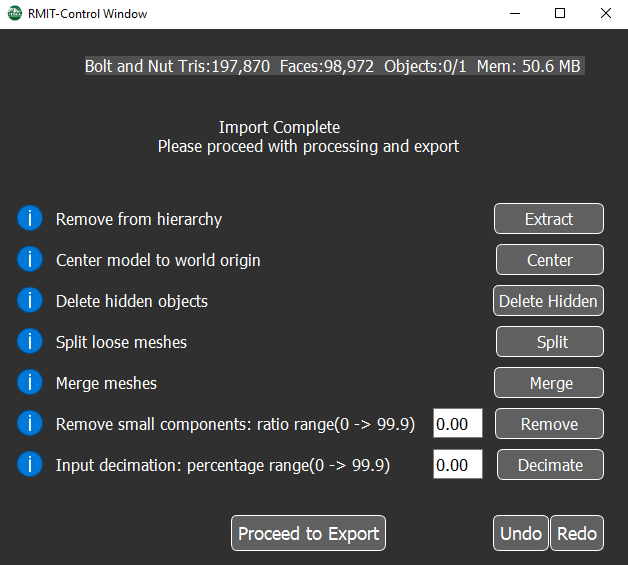 RMIT-Control Window
Bolt and Nut Tris:197,870 Faces:98,972 Objects:0/1 Mem: 50.6 MB
Import Complete
Please proceed with processing and export
i Remove from hierarchy Extract
i Center model to world origin Center
i Delete hidden objects Delete Hidden
i Split loose meshes Split
i Merge meshes Merge
i Remove small components: ratio range(0 -> 99.9) 0.00 Remove
i Input decimation: percentage range(0 -> 99.9) 0.00 Decimate
Proceed to Export Undo Redo